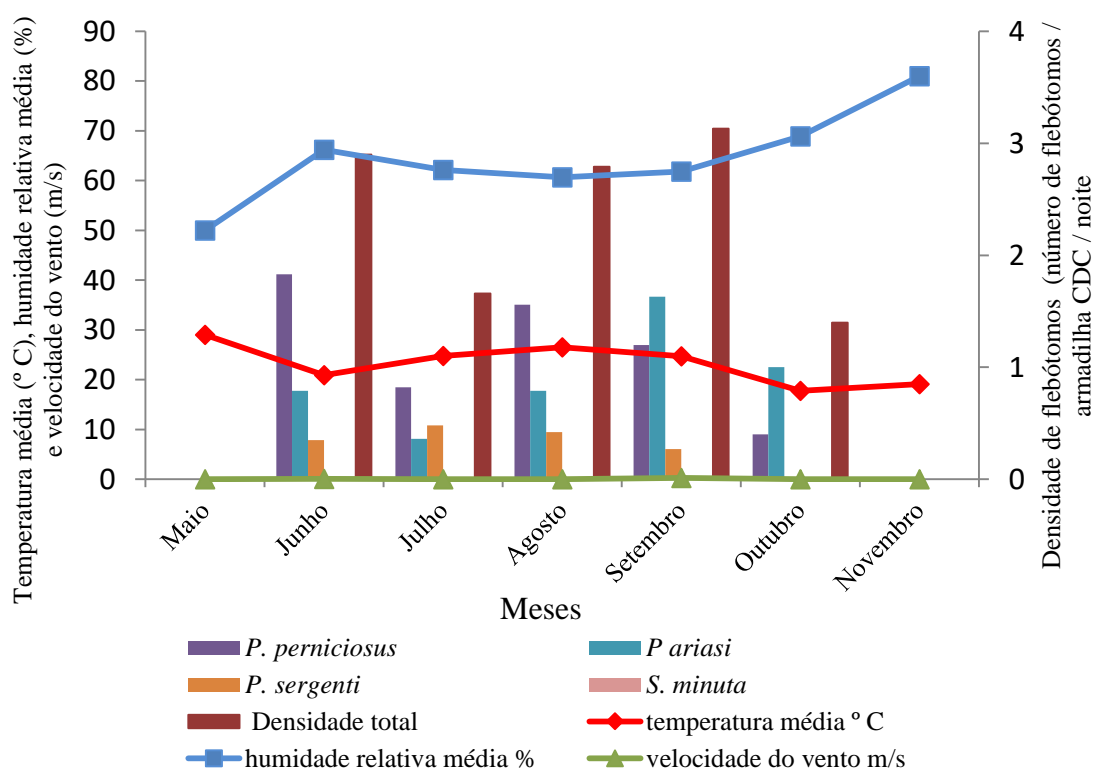 Temperatura média (º C), humidade relativa média (%)
e velocidade do vento (m/s)
90
80
70
60
50
40
30
20
10
0
4
3
2
1
0
Densidade de flebótomos (número de flebótomos /
armadilha CDC / noite
Maio
Junho
Julho
Agosto
Setembro
Outubro
Novembro
Meses
P. perniciosus
P ariasi
P. sergenti
S. minuta
Densidade total
temperatura média º C
humidade relativa média %
velocidade do vento m/s